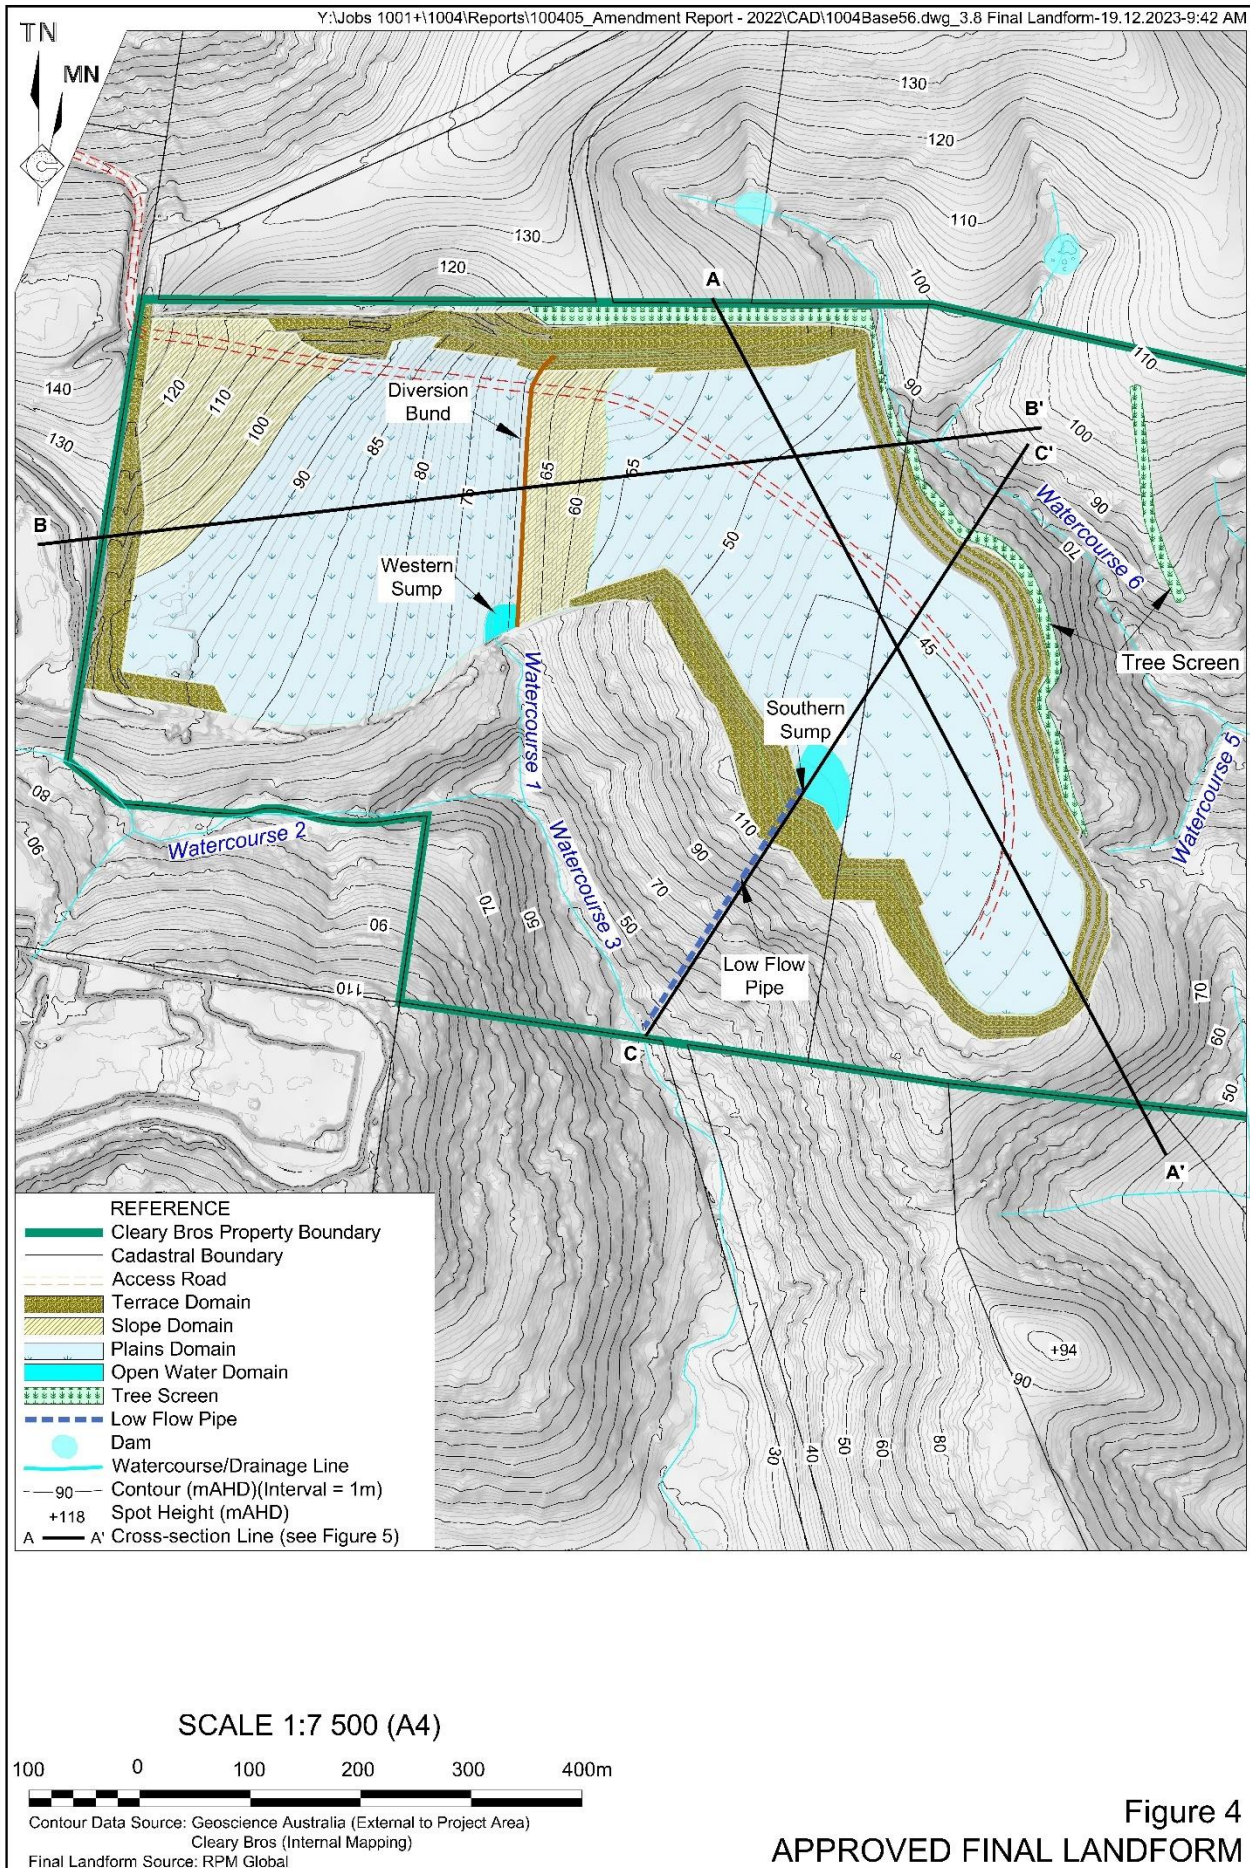 Y:\Jobs 1001+\1004\Reports\100405_Amendment Report - 2022\CAD\1004Base56.dwg_3.8 Final Landform-19.12.2023-9:42 AM
TN
MN
130
120
110
130
120
A
100
110
90
140
130
120
110
100
Diversion
Bund
90
85
80
75
65
60
55
50
B'
C'
100
90
Watercourse 6
70
B
Western
Sump
45
Tree Screen
Watercourse 1
Southern
Sump
Watercourse 5
80
90
Watercourse 2
110
90
70
50
Watercourse 3
70
50
90
110
Low Flow
Pipe
C
70
60
50
A'
+94
90
30
40
50
60
80
REFERENCE
Cleary Bros Property Boundary
Cadastral Boundary
Access Road
Terrace Domain
Slope Domain
Plains Domain
Open Water Domain
Tree Screen
Low Flow Pipe
Dam
Watercourse/Drainage Line
90 Contour (mAHD)(Interval = 1m)
+118 Spot Height (mAHD)
A A' Cross-section Line (see Figure 5)
SCALE 1:7 500 (A4)
100 0 100 200 300 400m
Contour Data Source: Geoscience Australia (External to Project Area)
Cleary Bros (Internal Mapping)
Final Landform Source: RPM Global
Figure 4
APPROVED FINAL LANDFORM